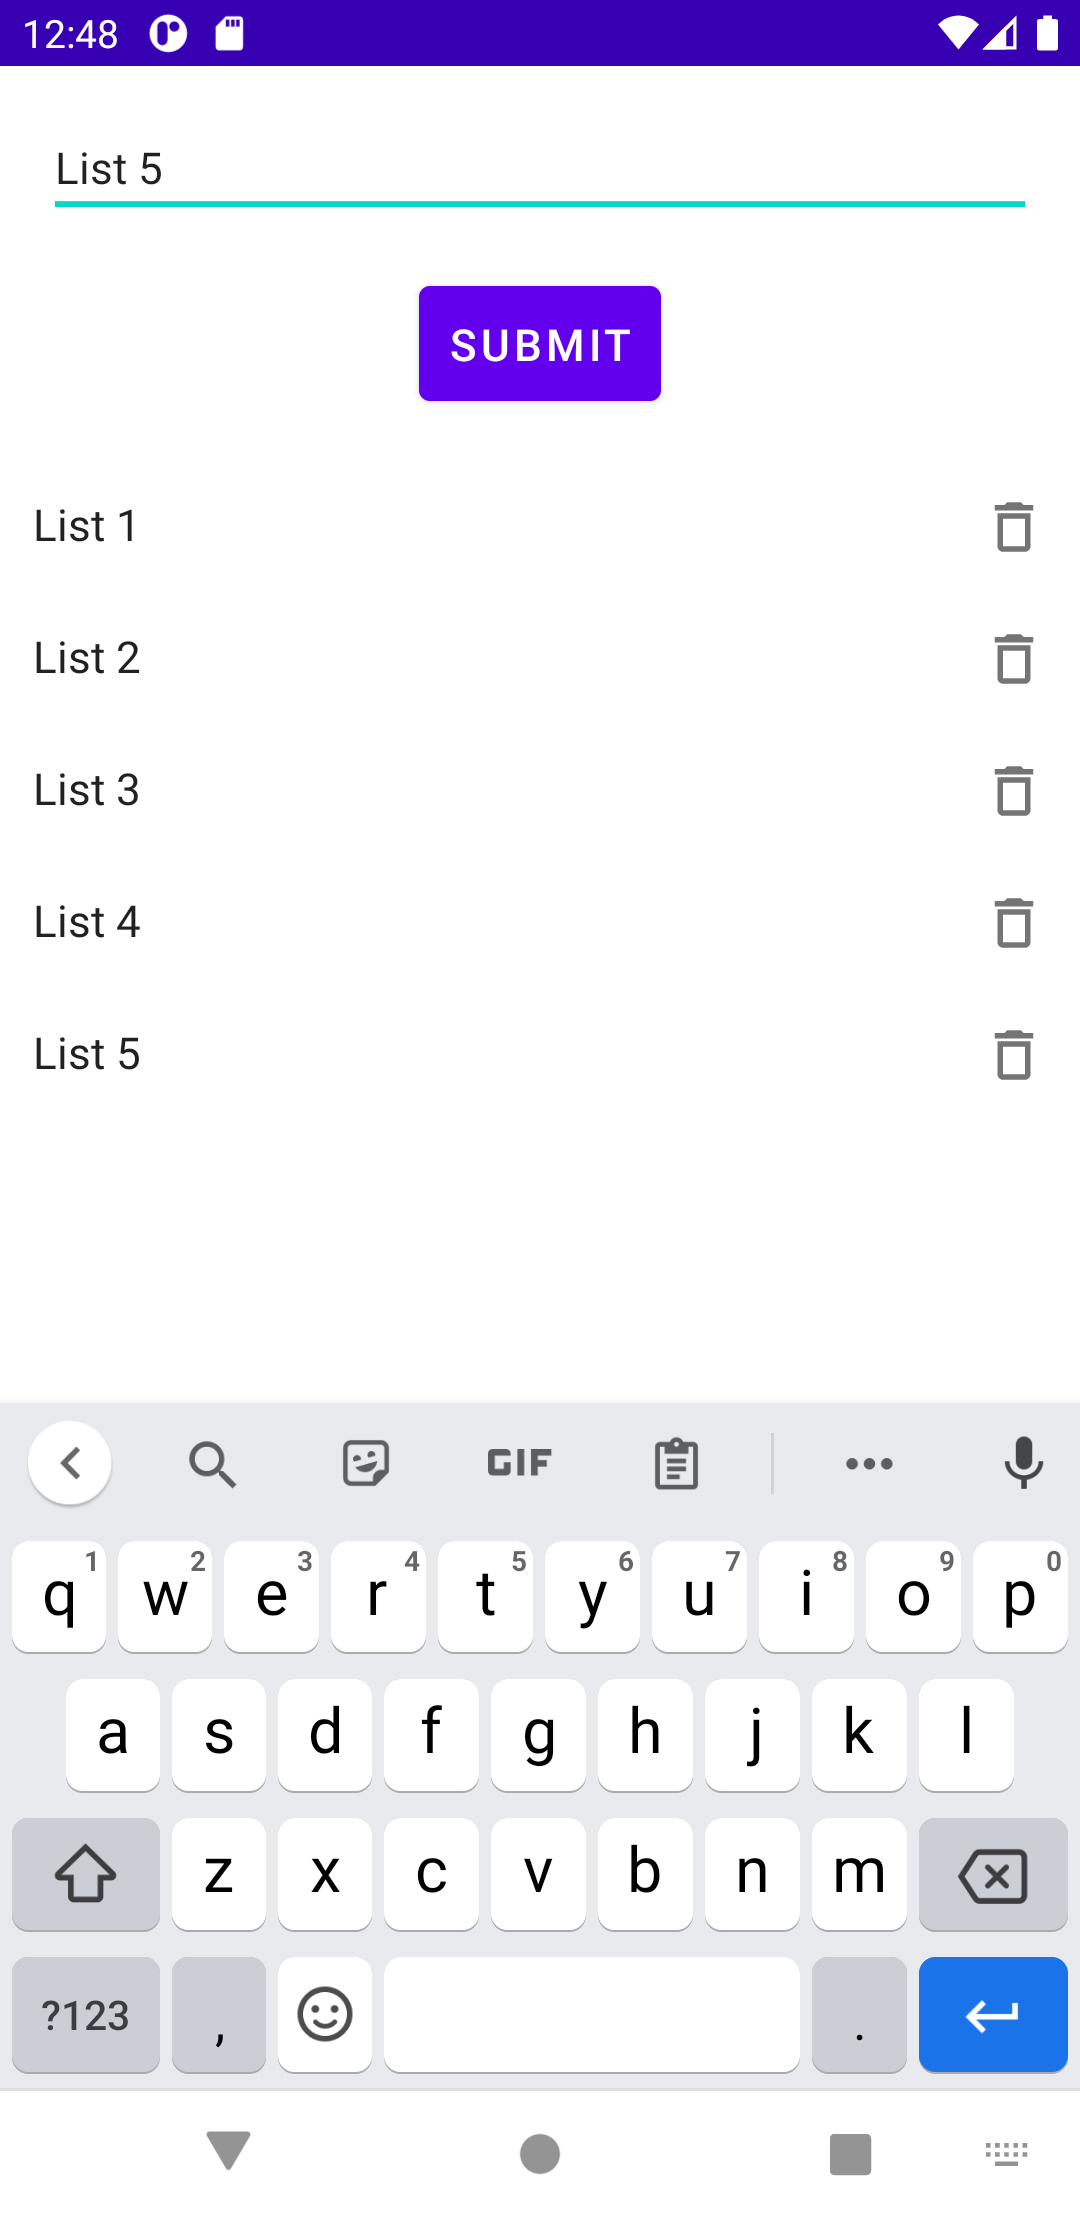 12:48
List 5
SUBMIT
List 1
List 2
List 3
List 4
List 5
GIF
q 1 w 2 e 3 r 4 t 5 y 6 u 7 i 8 o 9 p 0
a s d f g h j k l
z x c v b n m
?123 , .